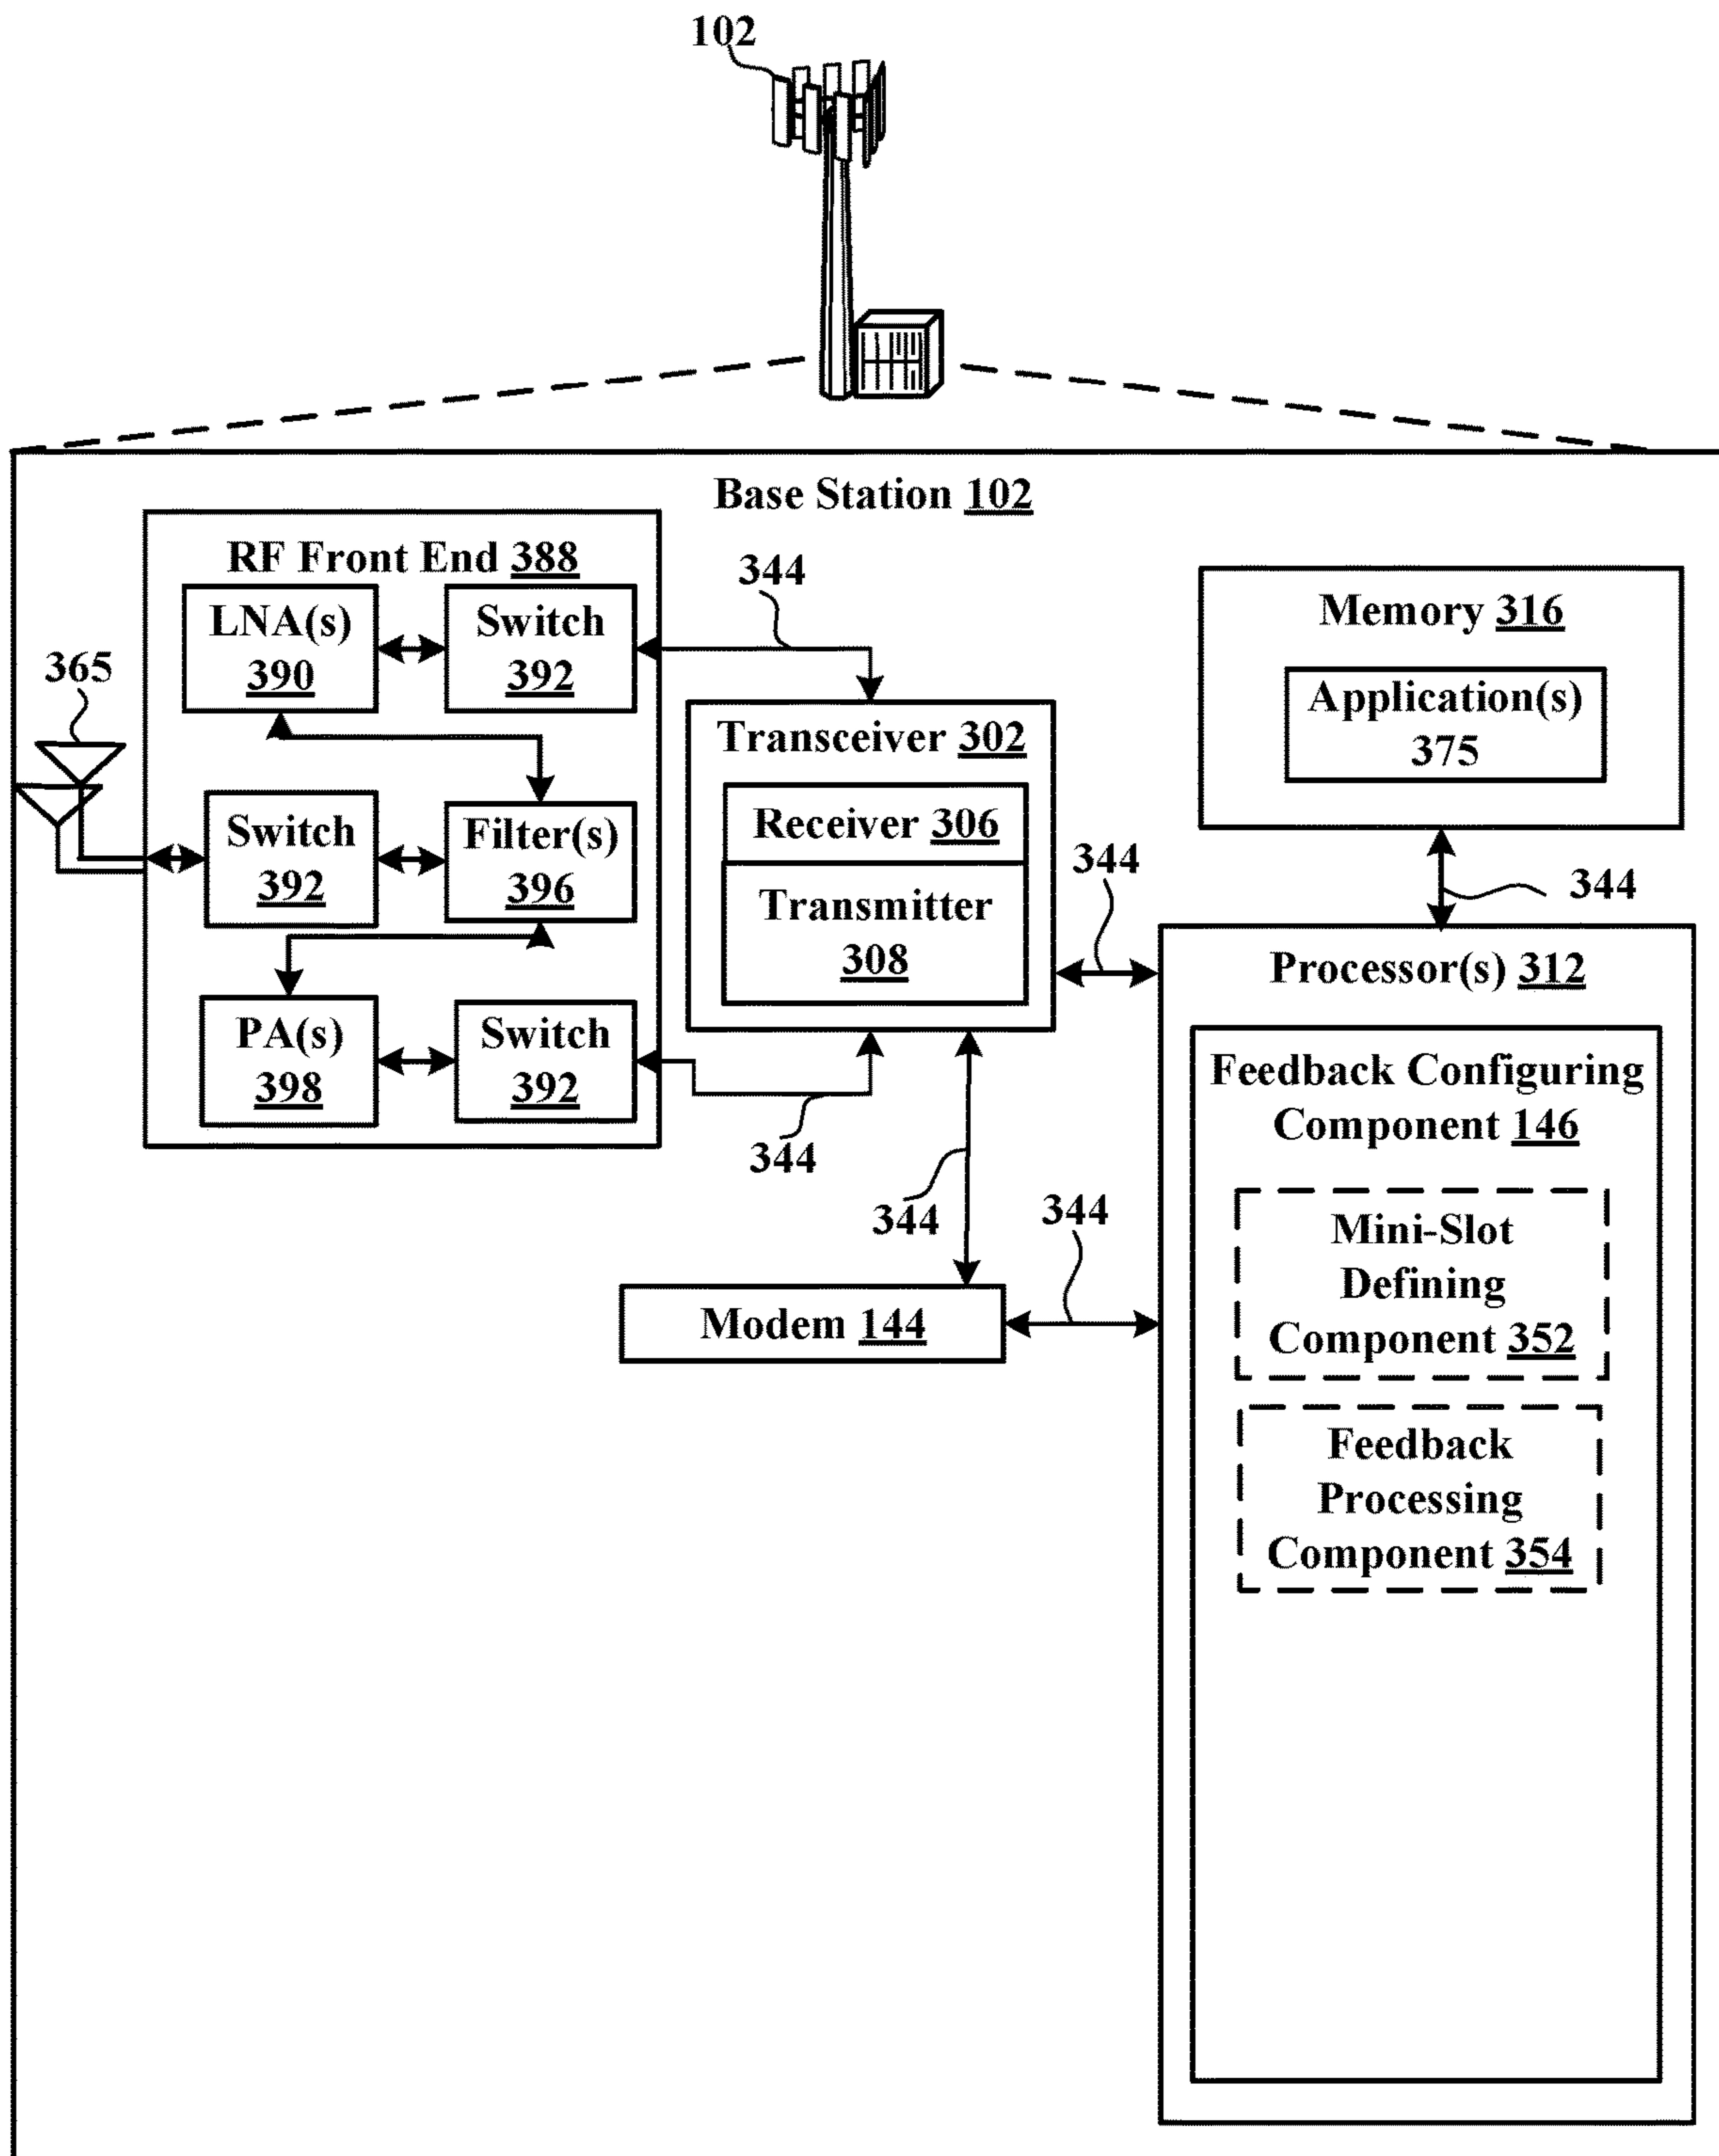 102
Base Station 102
RF Front End 388
LNA(s)
390
Switch
392
344
365
Switch
392
Filter(s)
396
PA(s)
398
Switch
392
344
Transceiver 302
Receiver 306
Transmitter
308
344
344
Modem 144
344
Memory 316
Application(s)
375
344
Processor(s) 312
Feedback Configuring
Component 146
Mini-Slot
Defining
Component 352
Feedback
Processing
Component 354